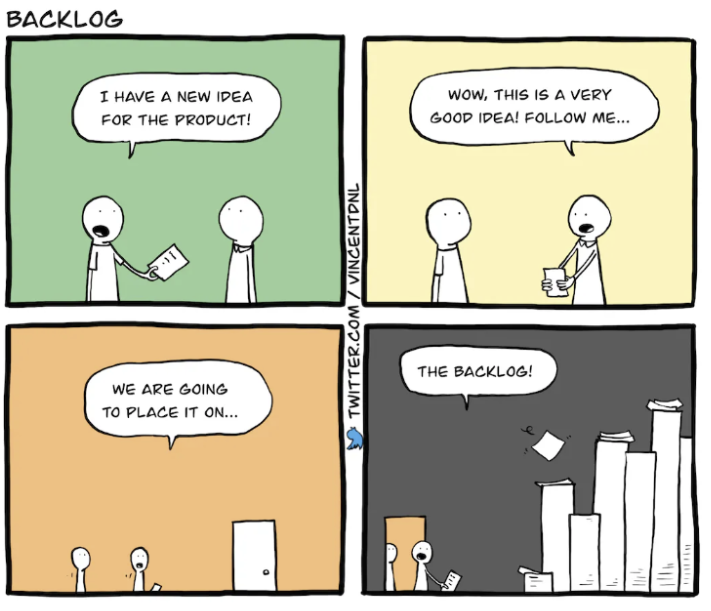 BACKLOG
I HAVE A NEW IDEA
FOR THE PRODUCT!
WOW, THIS IS A VERY
GOOD IDEA! FOLLOW ME...
WE ARE GOING
TO PLACE IT ON...
THE BACKLOG!
TWITTER.COM / VINCENTDNL